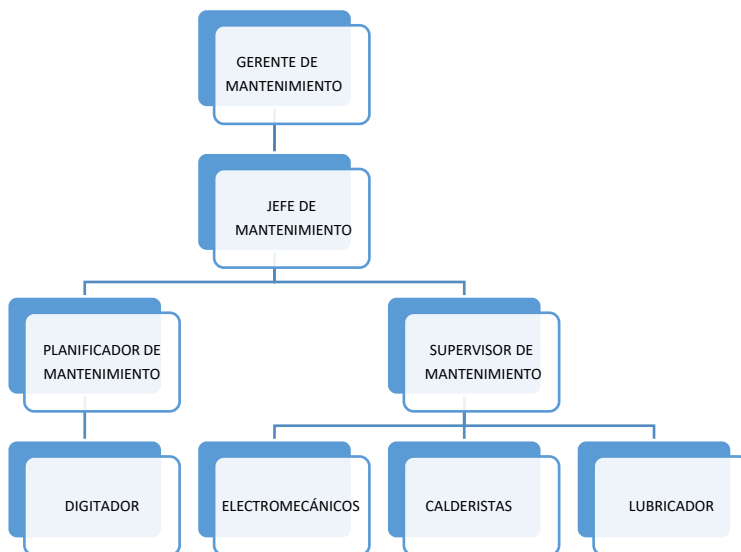 GERENTE DE
MANTENIMIENTO
JEFE DE
MANTENIMIENTO
PLANIFICADOR DE
MANTENIMIENTO
SUPERVISOR DE
MANTENIMIENTO
DIGITADOR
ELECTROMECÁNICOS
CALDERISTAS
LUBRICADOR